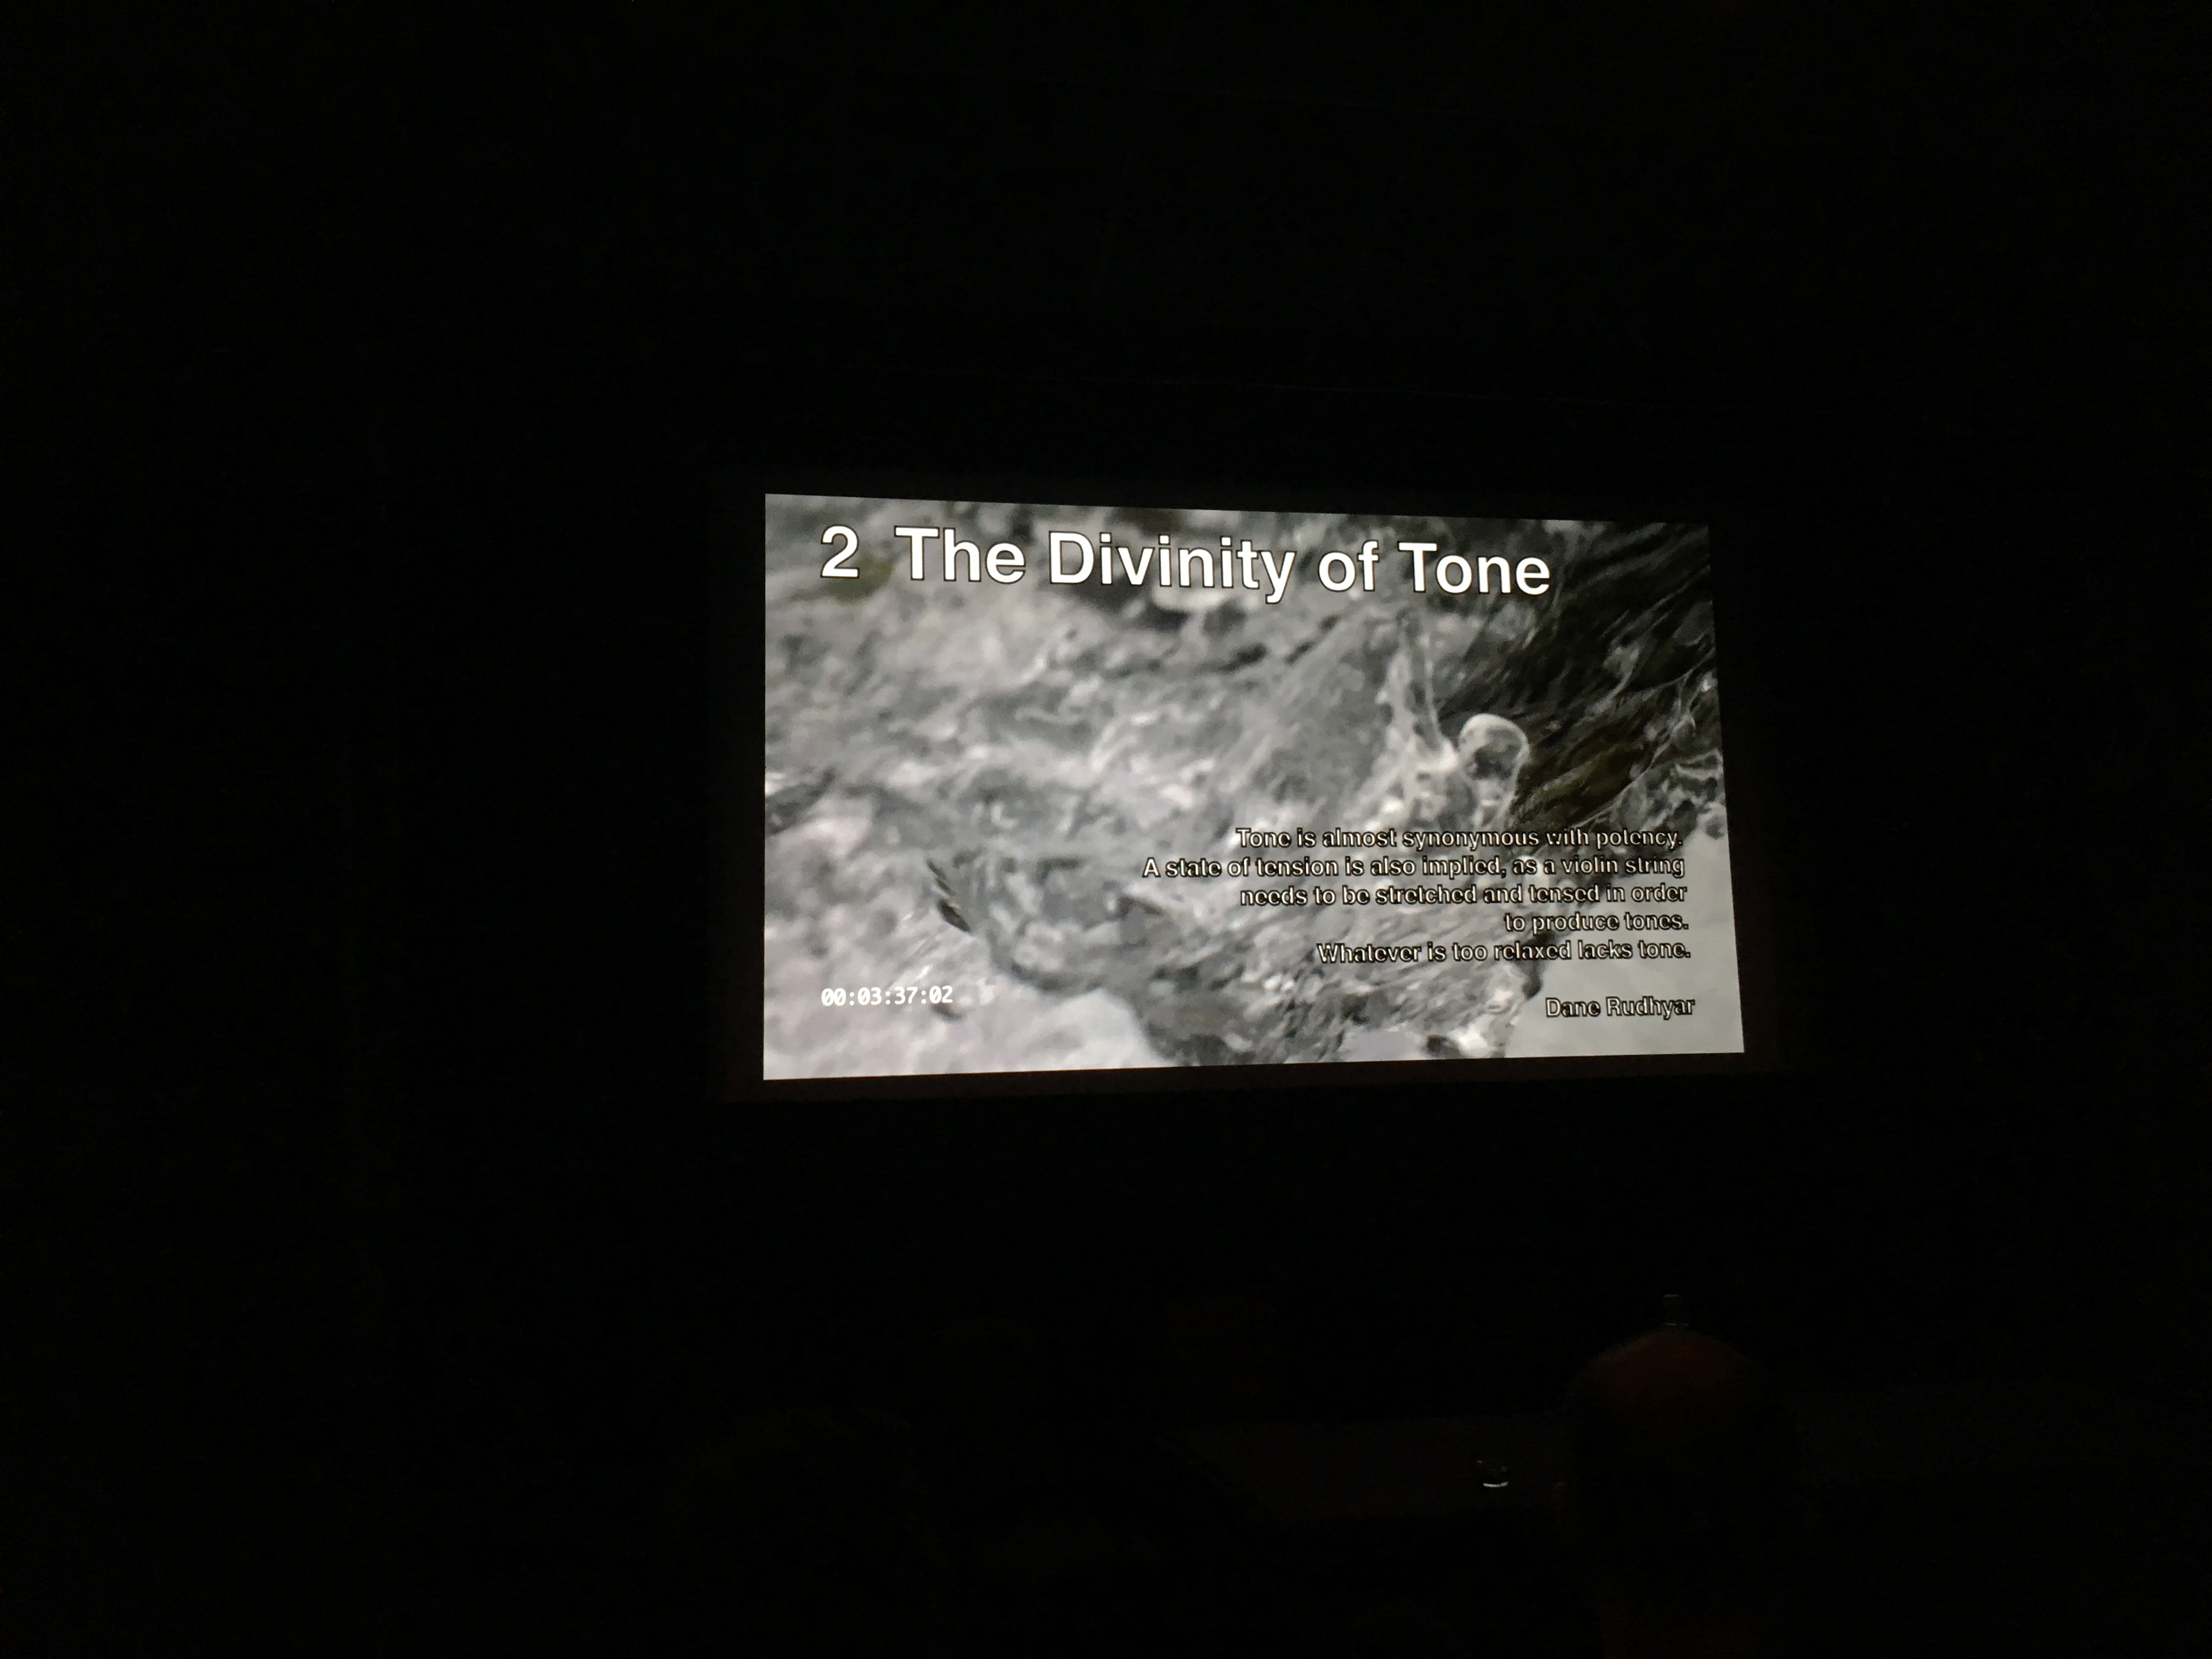 2 The Divinity of Tone
Tone is almost synonymous with potency.
A state of tension is also implied, as a violin string
needs to be stretched and tensed in order
to produce tones.
Whatever is too relaxed lacks tone.
00:03:37:02
Dane Rudhyar